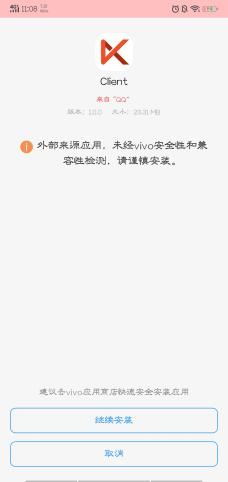 11:08
Client
来自“QQ”
版本：1.0.0 大小：23.31MB
外部来源应用，未经vivo安全性和兼
容性检测，请谨慎安装。
建议去vivo应用商店快速安全安装应用
继续安装
取消